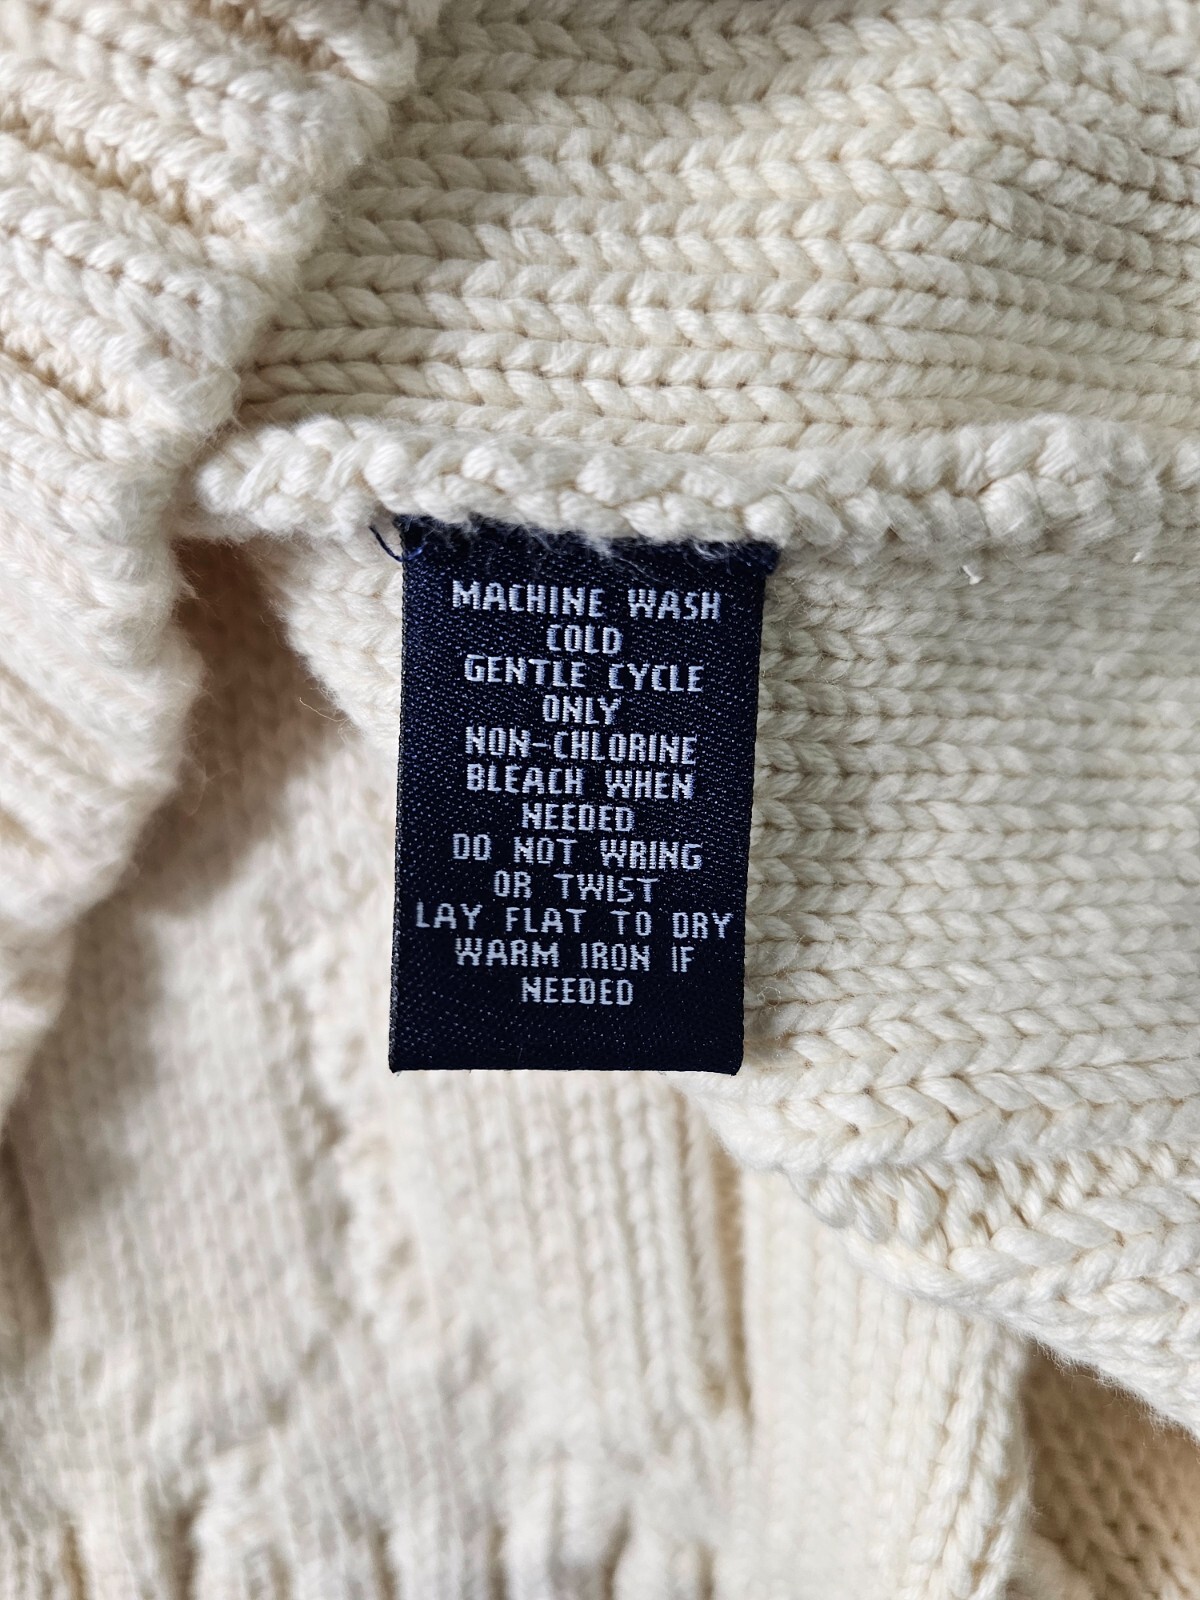 MACHINE WASH
COLD
GENTLE CYCLE
ONLY
NON-CHLORINE
BLEACH WHEN
NEEDED
DO NOT WRING
OR TWIST
LAY FLAT TO DRY
WARM IRON IF
NEEDED